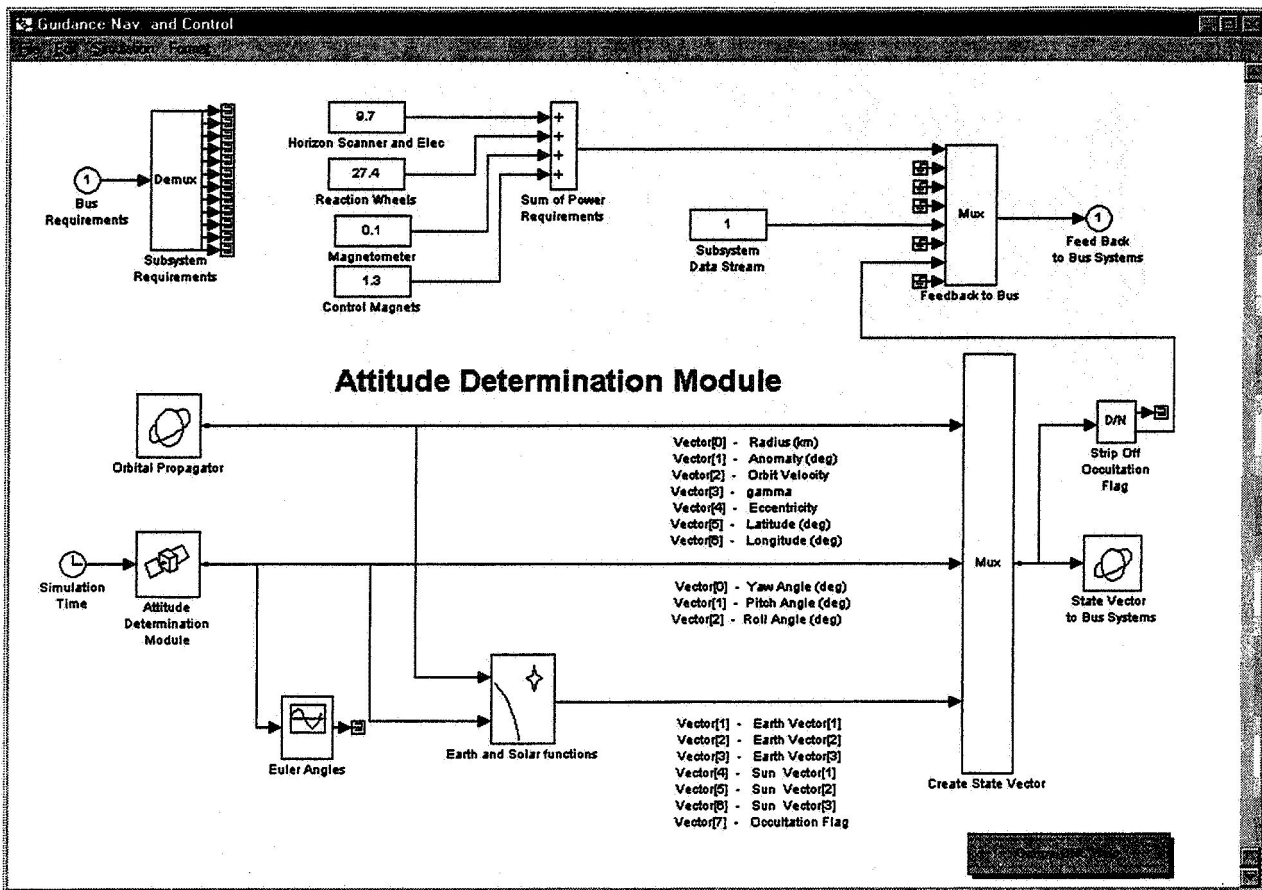 Guidance Nav. and Control
File Edit Simulation Format
1
Bus
Requirements
Demux
Subsystem
Requirements
9.7
Horizon Scanner and Elec
27.4
Reaction Wheels
0.1
Magnetometer
1.3
Control Magnets
+
+
+
+
Sum of Power
Requirements
1
Subsystem
Data Stream
Mux
Feedback to Bus
1
Feed Back
to Bus Systems
Attitude Determination Module
Orbital Propagator
Vector[0] - Radius (km)
Vector[1] - Anomaly (deg)
Vector[2] - Orbit Velocity
Vector[3] - gamma
Vector[4] - Eccentricity
Vector[5] - Latitude (deg)
Vector[6] - Longitude (deg)
D/N
Strip Off
Occultation
Flag
Simulation
Time
Attitude
Determination
Module
Vector[0] - Yaw Angle (deg)
Vector[1] - Pitch Angle (deg)
Vector[2] - Roll Angle (deg)
Mux
State Vector
to Bus Systems
Euler Angles
Earth and Solar functions
Vector[1] - Earth Vector[1]
Vector[2] - Earth Vector[2]
Vector[3] - Earth Vector[3]
Vector[4] - Sun Vector[1]
Vector[5] - Sun Vector[2]
Vector[6] - Sun Vector[3]
Vector[7] - Occultation Flag
Create State Vector